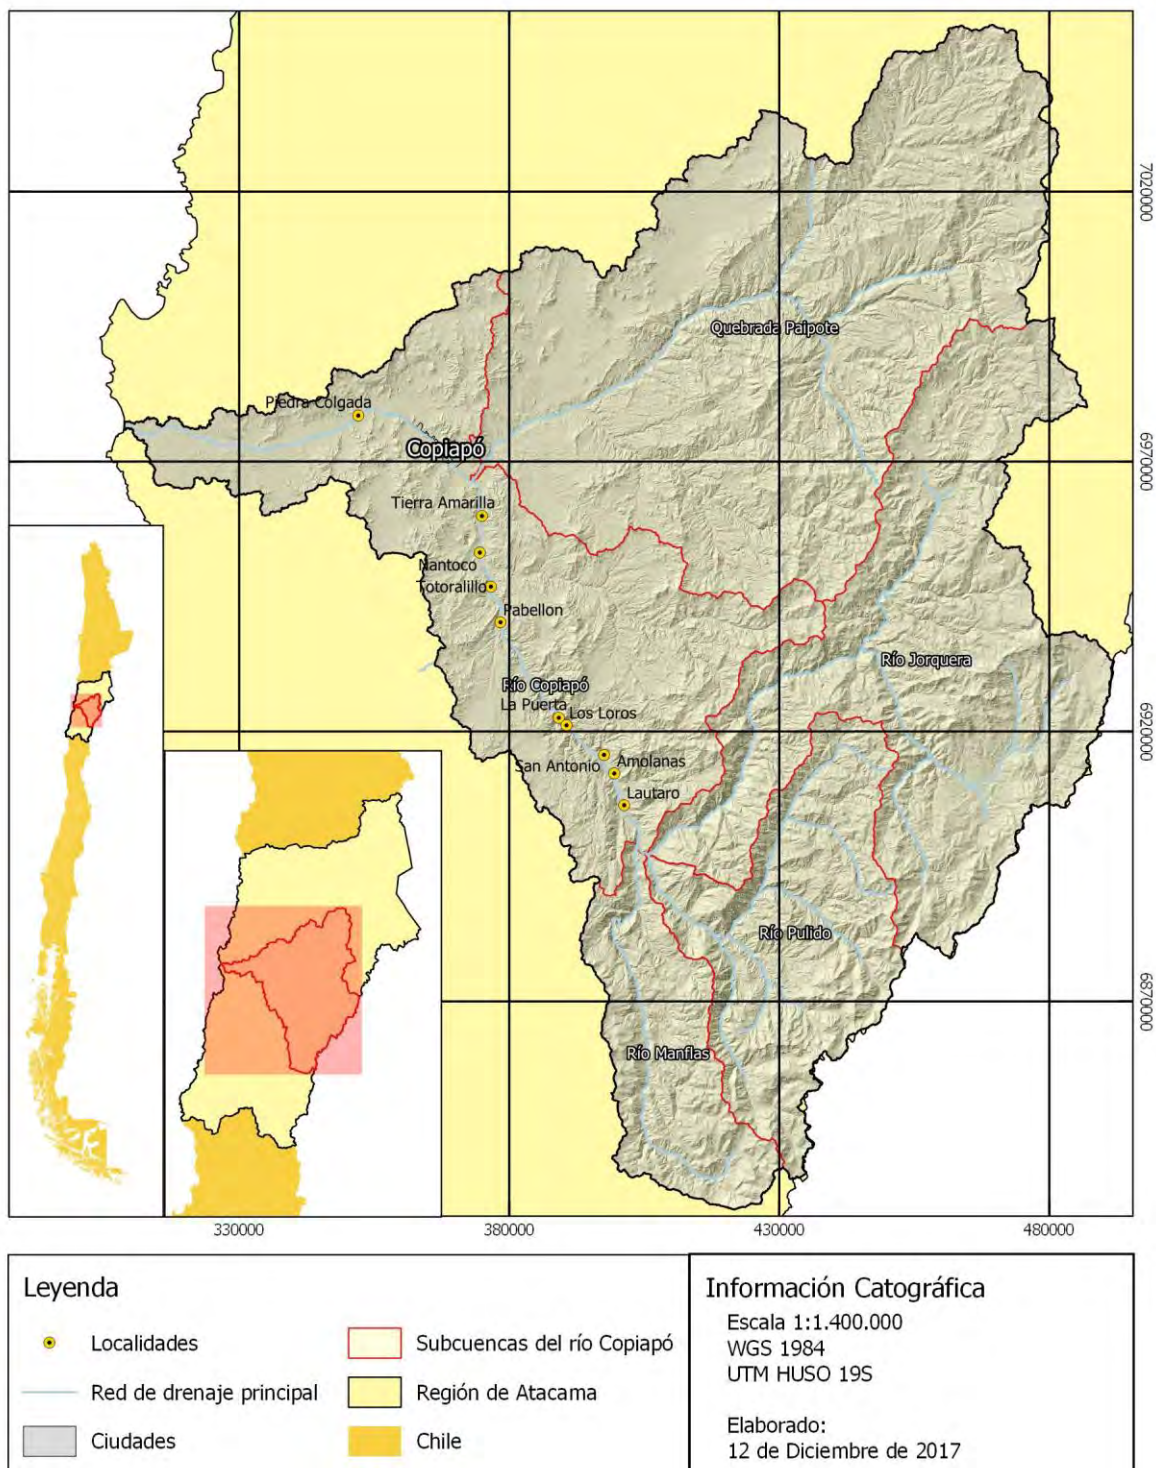 7020000
Quebrada Paipote
Piedra Colgada
Copiapó
6970000
Tierra Amarilla
Nantoco
Totoralillo
Pabellon
Río Jorquera
Río Copiapó
La Puerta
Los Loros
6920000
San Antonio
Amolanas
Lautaro
Río Pulido
6870000
Río Manflas
330000
380000
430000
480000
Leyenda
Localidades
Red de drenaje principal
Ciudades
Subcuencas del río Copiapó
Región de Atacama
Chile
Información Catográfica
Escala 1:1.400.000
WGS 1984
UTM HUSO 19S
Elaborado:
12 de Diciembre de 2017